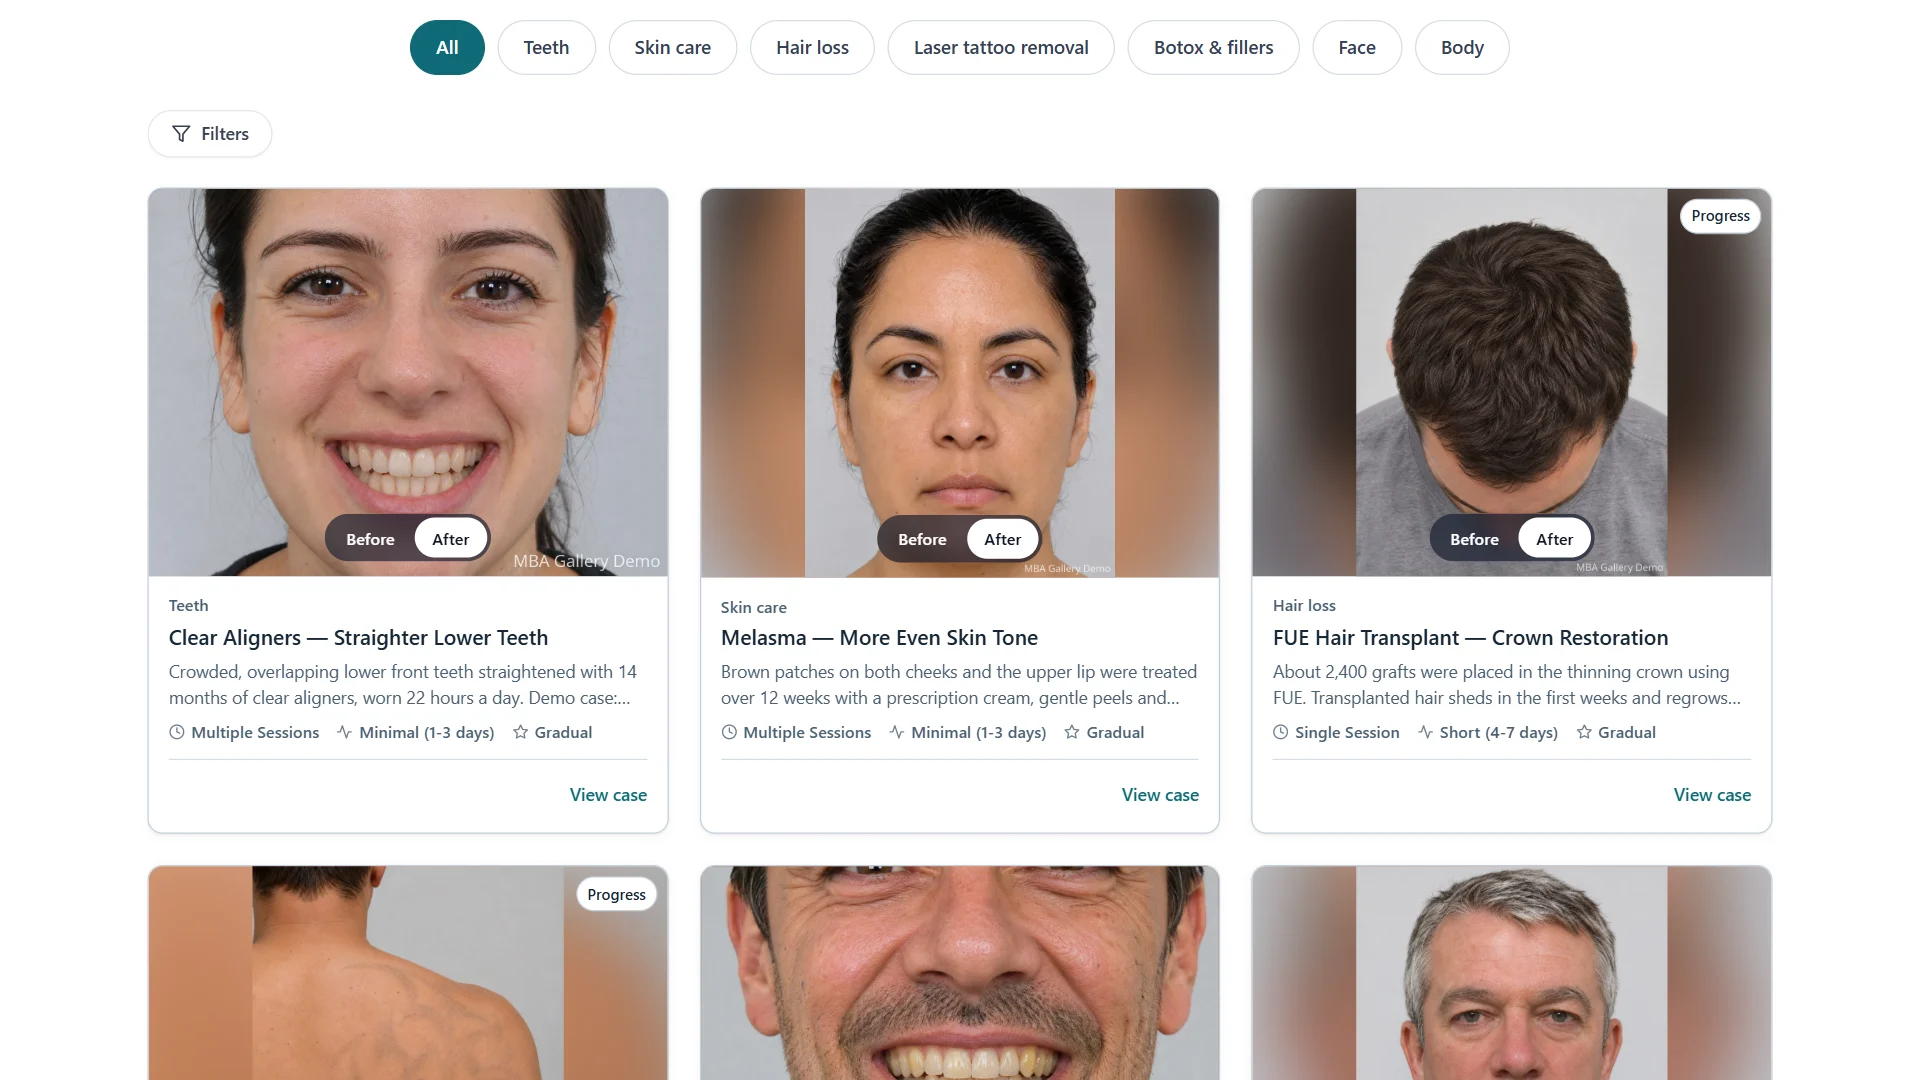 All
Teeth
Skin care
Hair loss
Laser tattoo removal
Botox & fillers
Face
Body
Filters
Before
After
MBA Gallery Demo
Teeth
Clear Aligners — Straighter Lower Teeth
Crowded, overlapping lower front teeth straightened with 14
months of clear aligners, worn 22 hours a day. Demo case:...
Multiple Sessions
Minimal (1-3 days)
Gradual
View case
Before
After
MBA Gallery Demo
Skin care
Melasma — More Even Skin Tone
Brown patches on both cheeks and the upper lip were treated
over 12 weeks with a prescription cream, gentle peels and...
Multiple Sessions
Minimal (1-3 days)
Gradual
View case
Progress
Before
After
MBA Gallery Demo
Hair loss
FUE Hair Transplant — Crown Restoration
About 2,400 grafts were placed in the thinning crown using
FUE. Transplanted hair sheds in the first weeks and regrows...
Single Session
Short (4-7 days)
Gradual
View case
Progress